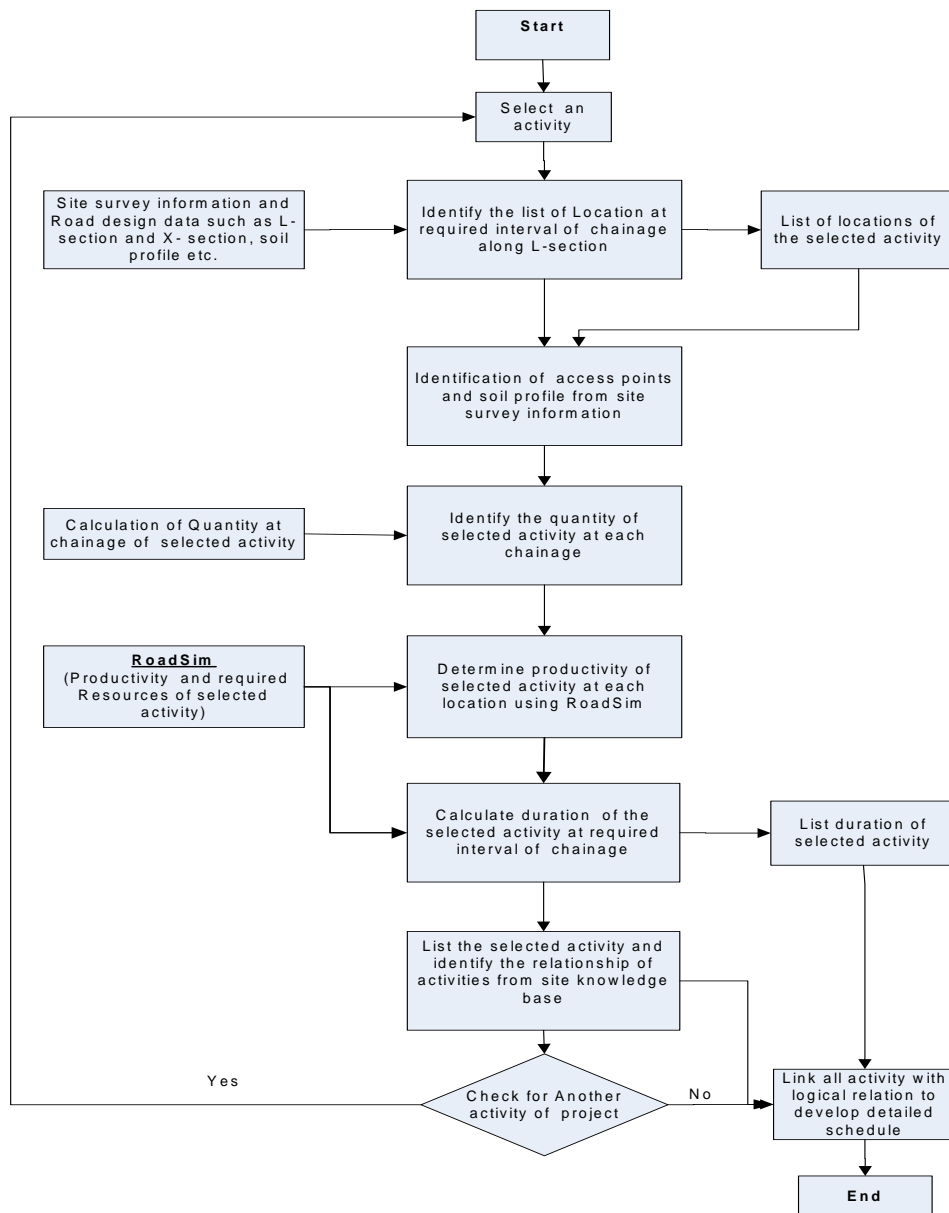 Start
Select an
activity
Site survey information and
Road design data such as L-
section and X- section, soil
profile etc.
Identify the list of Location at
required interval of chainage
along L-section
List of locations of
the selected activity
Identification of access points
and soil profile from site
survey information
Calculation of Quantity at
chainage of selected activity
Identify the quantity of
selected activity at each
chainage
RoadSim
(Productivity and required
Resources of selected
activity)
Determine productivity of
selected activity at each
location using RoadSim
Calculate duration of the
selected activity at required
interval of chainage
List duration of
selected activity
List the selected activity and
identify the relationship of
activities from site knowledge
base
Yes
Check for Another
activity of project
No
Link all activity with
logical relation to
develop detailed
schedule
End